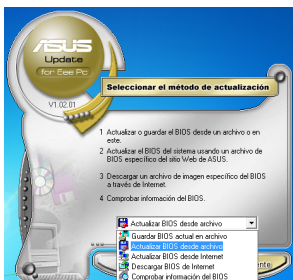 ASUS
Update
for Eee Pc
V1.02.01
Seleccionar el método de actualización
1 Actualizar o guardar el BIOS desde un archivo o en
este.
2 Actualizar el BIOS del sistema usando un archivo de
BIOS específico del sitio Web de ASUS.
3 Descargar un archivo de imagen específico del BIOS
a través de Internet.
4 Comprobar información del BIOS.
Actualizar BIOS desde archivo
Guardar BIOS actual en archivo
Actualizar BIOS desde archivo
Actualizar BIOS desde Internet
Descargar BIOS de Internet
Comprobar información del BIOS